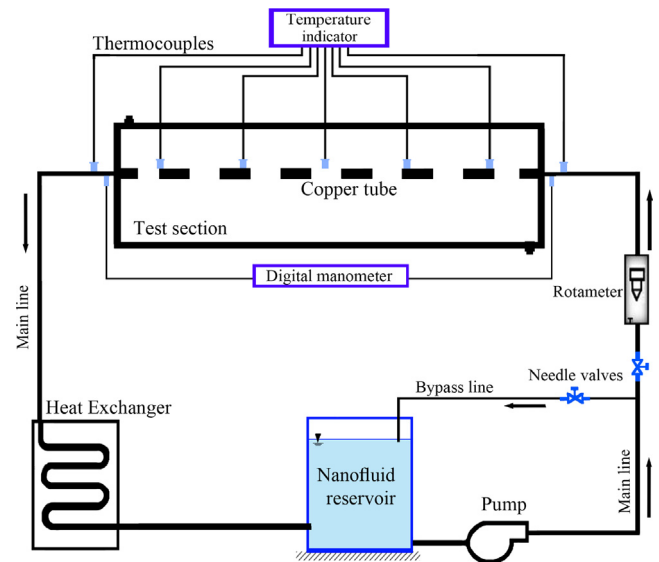 Temperature
indicator
Thermocouples
Copper tube
Test section
Digital manometer
Main line
Rotameter
Needle valves
Bypass line
Heat Exchanger
Nanofluid
reservoir
Pump
Main line